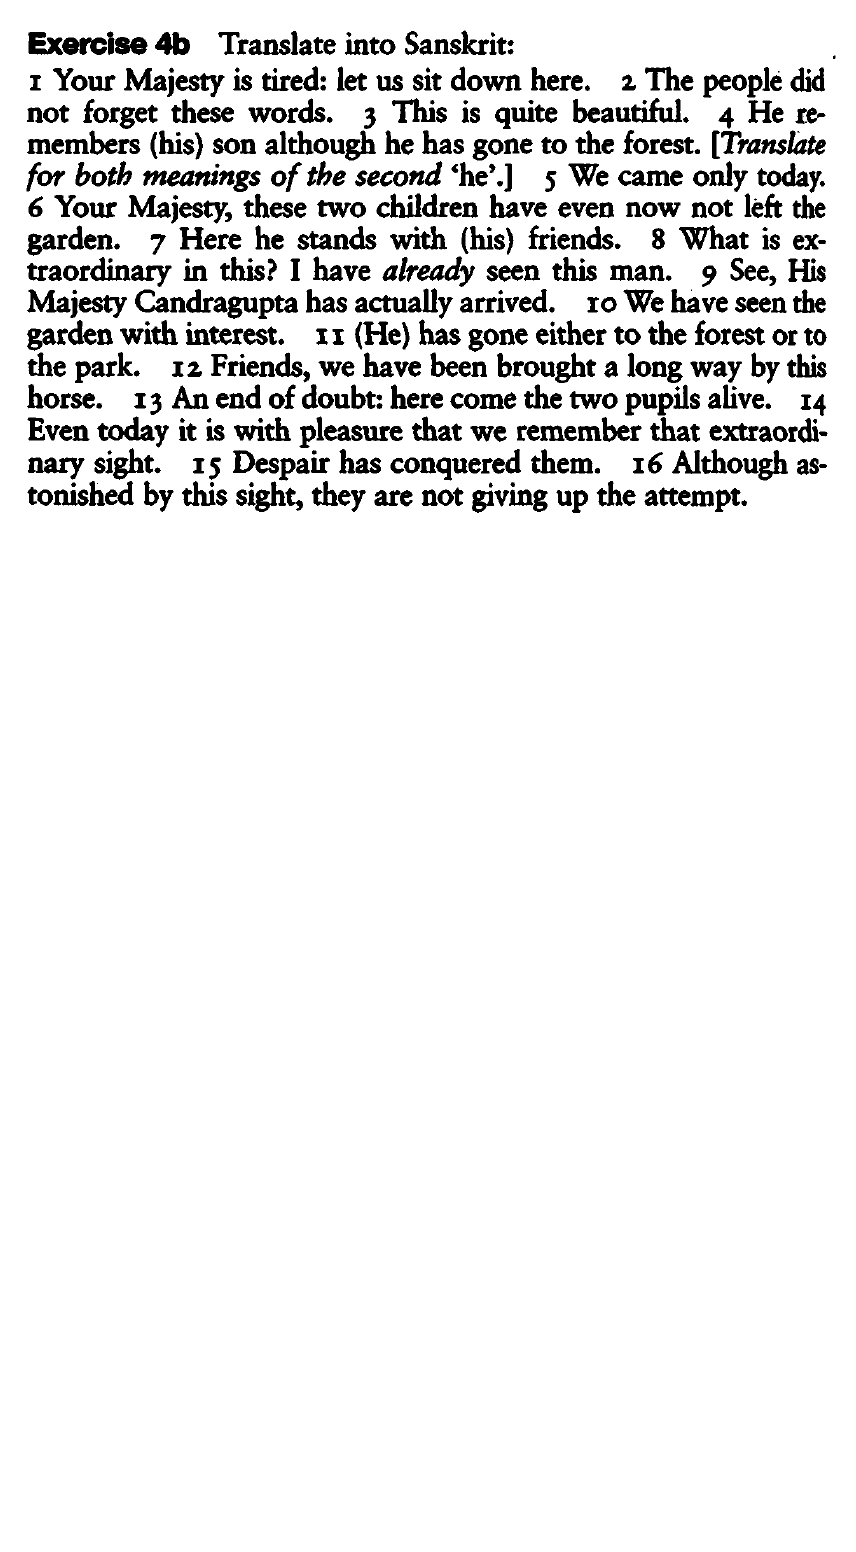 Exercise 4b Translate into Sanskrit:
1 Your Majesty is tired: let us sit down here. 2 The people did
not forget these words. 3 This is quite beautiful. 4 He re-
members (his) son although he has gone to the forest. [Translate
for both meanings of the second ‘he’.] 5 We came only today.
6 Your Majesty, these two children have even now not left the
garden. 7 Here he stands with (his) friends. 8 What is ex-
traordinary in this? I have already seen this man. 9 See, His
Majesty Candragupta has actually arrived. 10 We have seen the
garden with interest. 11 (He) has gone either to the forest or to
the park. 12 Friends, we have been brought a long way by this
horse. 13 An end of doubt: here come the two pupils alive. 14
Even today it is with pleasure that we remember that extraordi-
nary sight. 15 Despair has conquered them. 16 Although as-
tonished by this sight, they are not giving up the attempt.